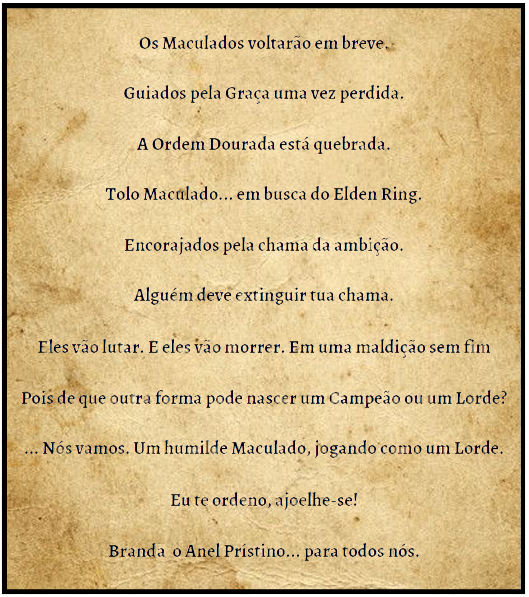 Os Maculados voltarão em breve.
Guiados pela Graça uma vez perdida.
A Ordem Dourada está quebrada.
Tolo Maculado... em busca do Elden Ring.
Encorajados pela chama da ambição.
Alguém deve extinguir tua chama.
Eles vão lutar. E eles vão morrer. Em uma maldição sem fim
Pois de que outra forma pode nascer um Campeão ou um Lorde?
... Nós vamos. Um humilde Maculado, jogando como um Lorde.
Eu te ordeno, ajoelhe-se!
Branda o Anel Prístino... para todos nós.